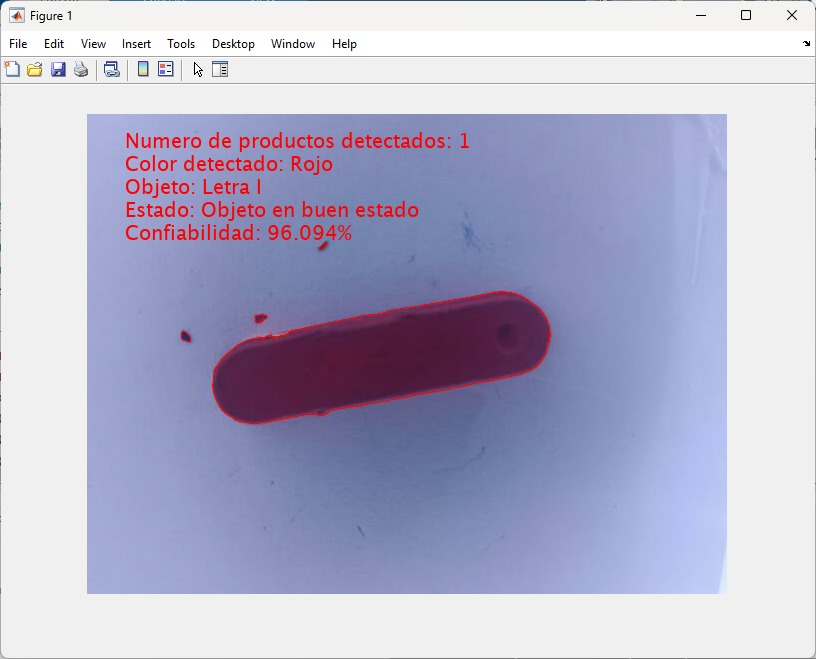 Figure 1
File Edit View Insert Tools Desktop Window Help
Numero de productos detectados: 1
Color detectado: Rojo
Objeto: Letra I
Estado: Objeto en buen estado
Confiabilidad: 96.094%